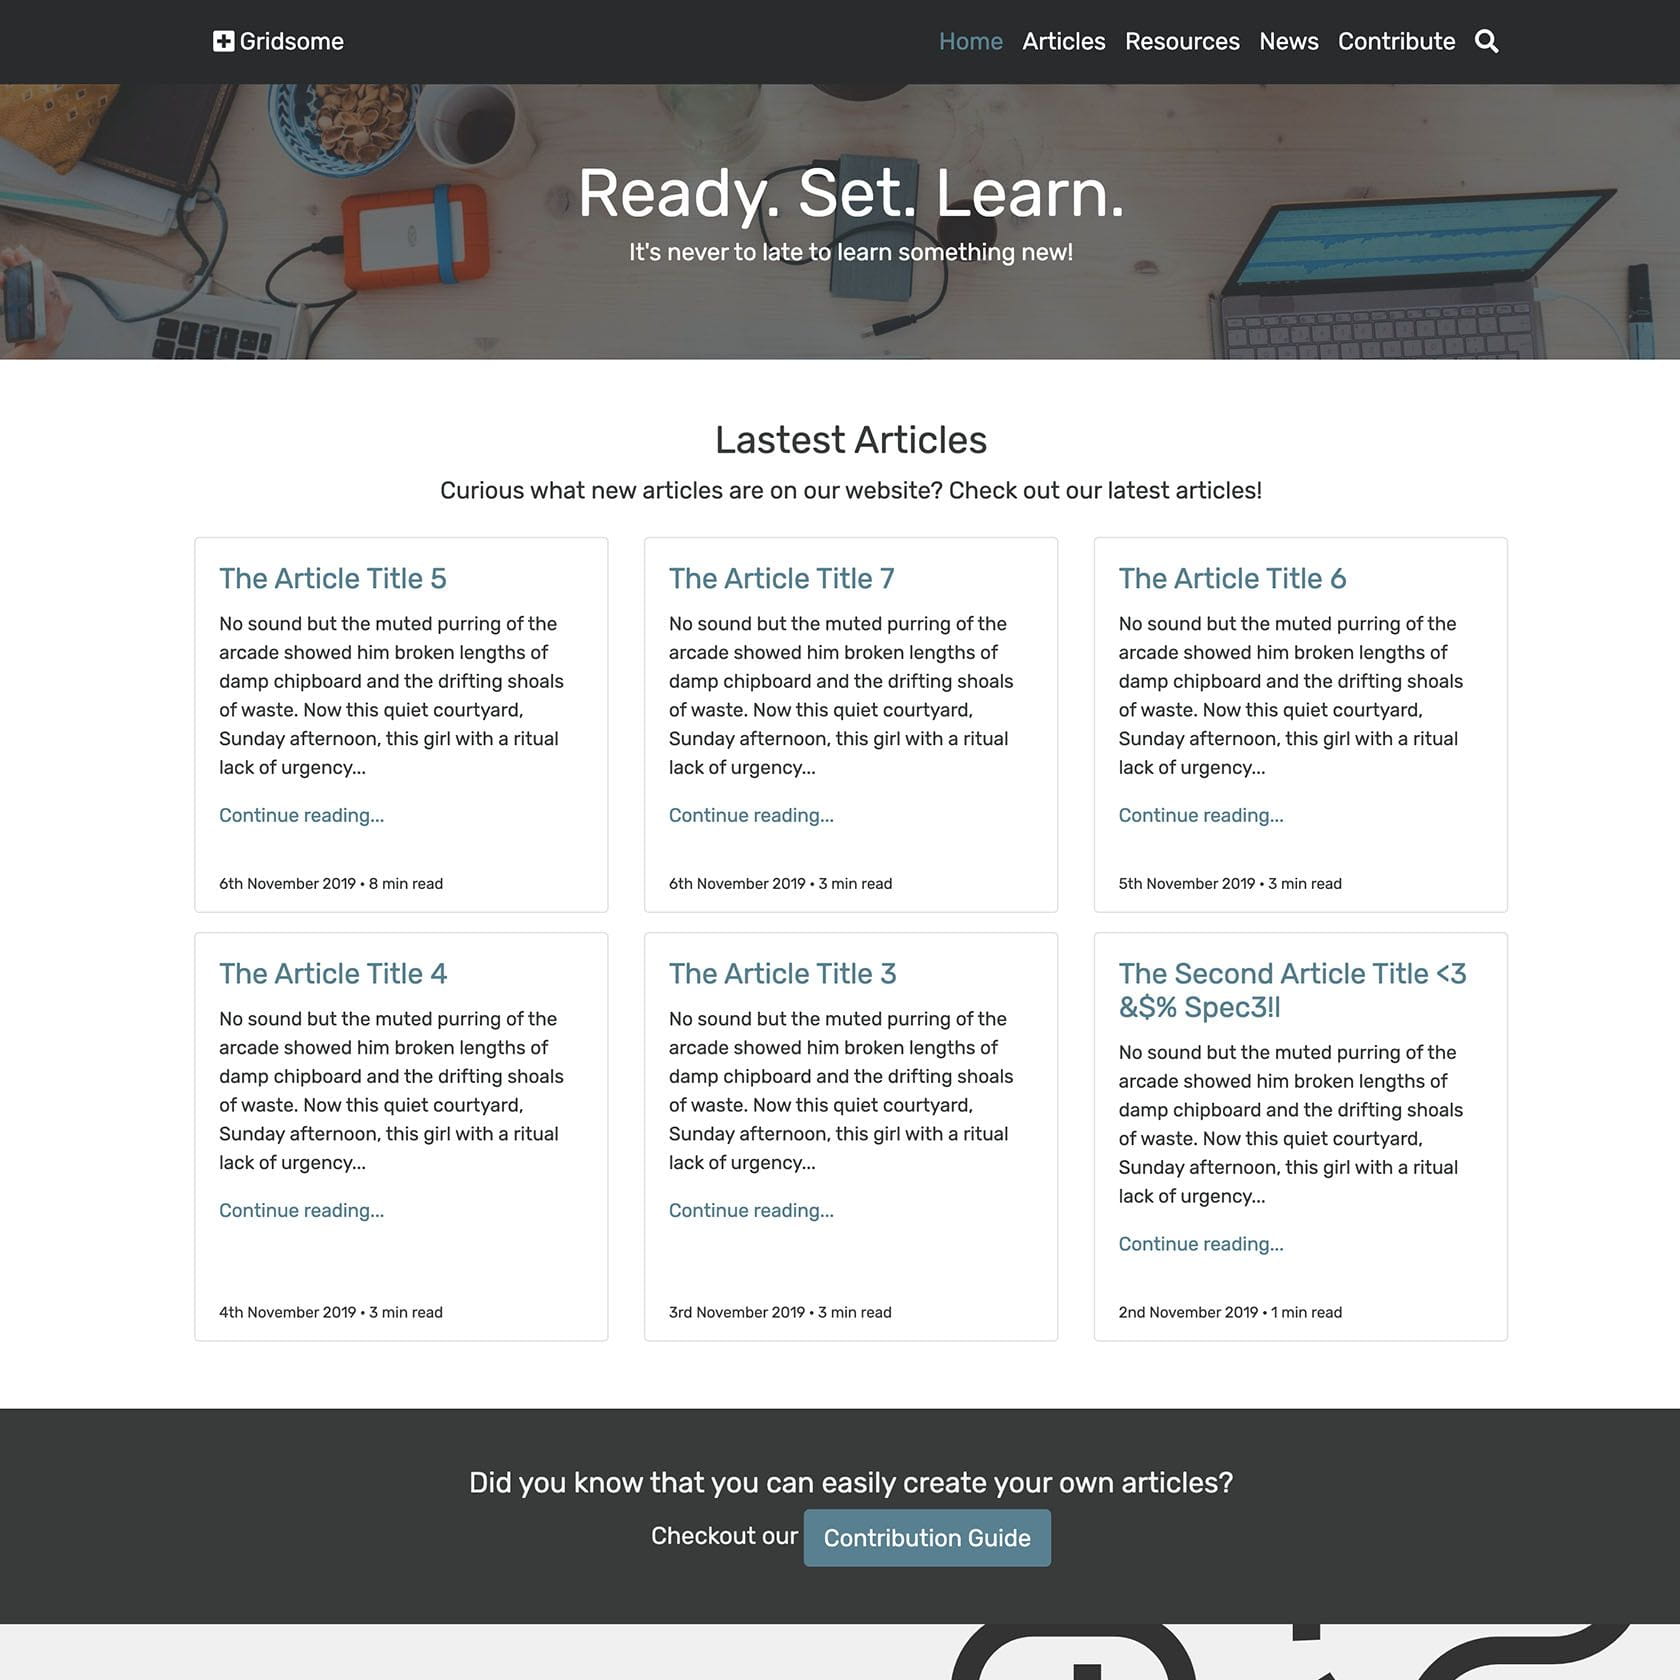 Gridsome
Home Articles Resources News Contribute
Ready. Set. Learn.
It's never to late to learn something new!
Lastest Articles
Curious what new articles are on our website? Check out our latest articles!
The Article Title 5
No sound but the muted purring of the
arcade showed him broken lengths of
damp chipboard and the drifting shoals
of waste. Now this quiet courtyard,
Sunday afternoon, this girl with a ritual
lack of urgency...
Continue reading...
6th November 2019 • 8 min read
The Article Title 7
No sound but the muted purring of the
arcade showed him broken lengths of
damp chipboard and the drifting shoals
of waste. Now this quiet courtyard,
Sunday afternoon, this girl with a ritual
lack of urgency...
Continue reading...
6th November 2019 • 3 min read
The Article Title 6
No sound but the muted purring of the
arcade showed him broken lengths of
damp chipboard and the drifting shoals
of waste. Now this quiet courtyard,
Sunday afternoon, this girl with a ritual
lack of urgency...
Continue reading...
5th November 2019 • 3 min read
The Article Title 4
No sound but the muted purring of the
arcade showed him broken lengths of
damp chipboard and the drifting shoals
of waste. Now this quiet courtyard,
Sunday afternoon, this girl with a ritual
lack of urgency...
Continue reading...
4th November 2019 • 3 min read
The Article Title 3
No sound but the muted purring of the
arcade showed him broken lengths of
damp chipboard and the drifting shoals
of waste. Now this quiet courtyard,
Sunday afternoon, this girl with a ritual
lack of urgency...
Continue reading...
3rd November 2019 • 3 min read
The Second Article Title <3
&$% Spec3!l
No sound but the muted purring of the
arcade showed him broken lengths of
damp chipboard and the drifting shoals
of waste. Now this quiet courtyard,
Sunday afternoon, this girl with a ritual
lack of urgency...
Continue reading...
2nd November 2019 • 1 min read
Did you know that you can easily create your own articles?
Checkout our Contribution Guide